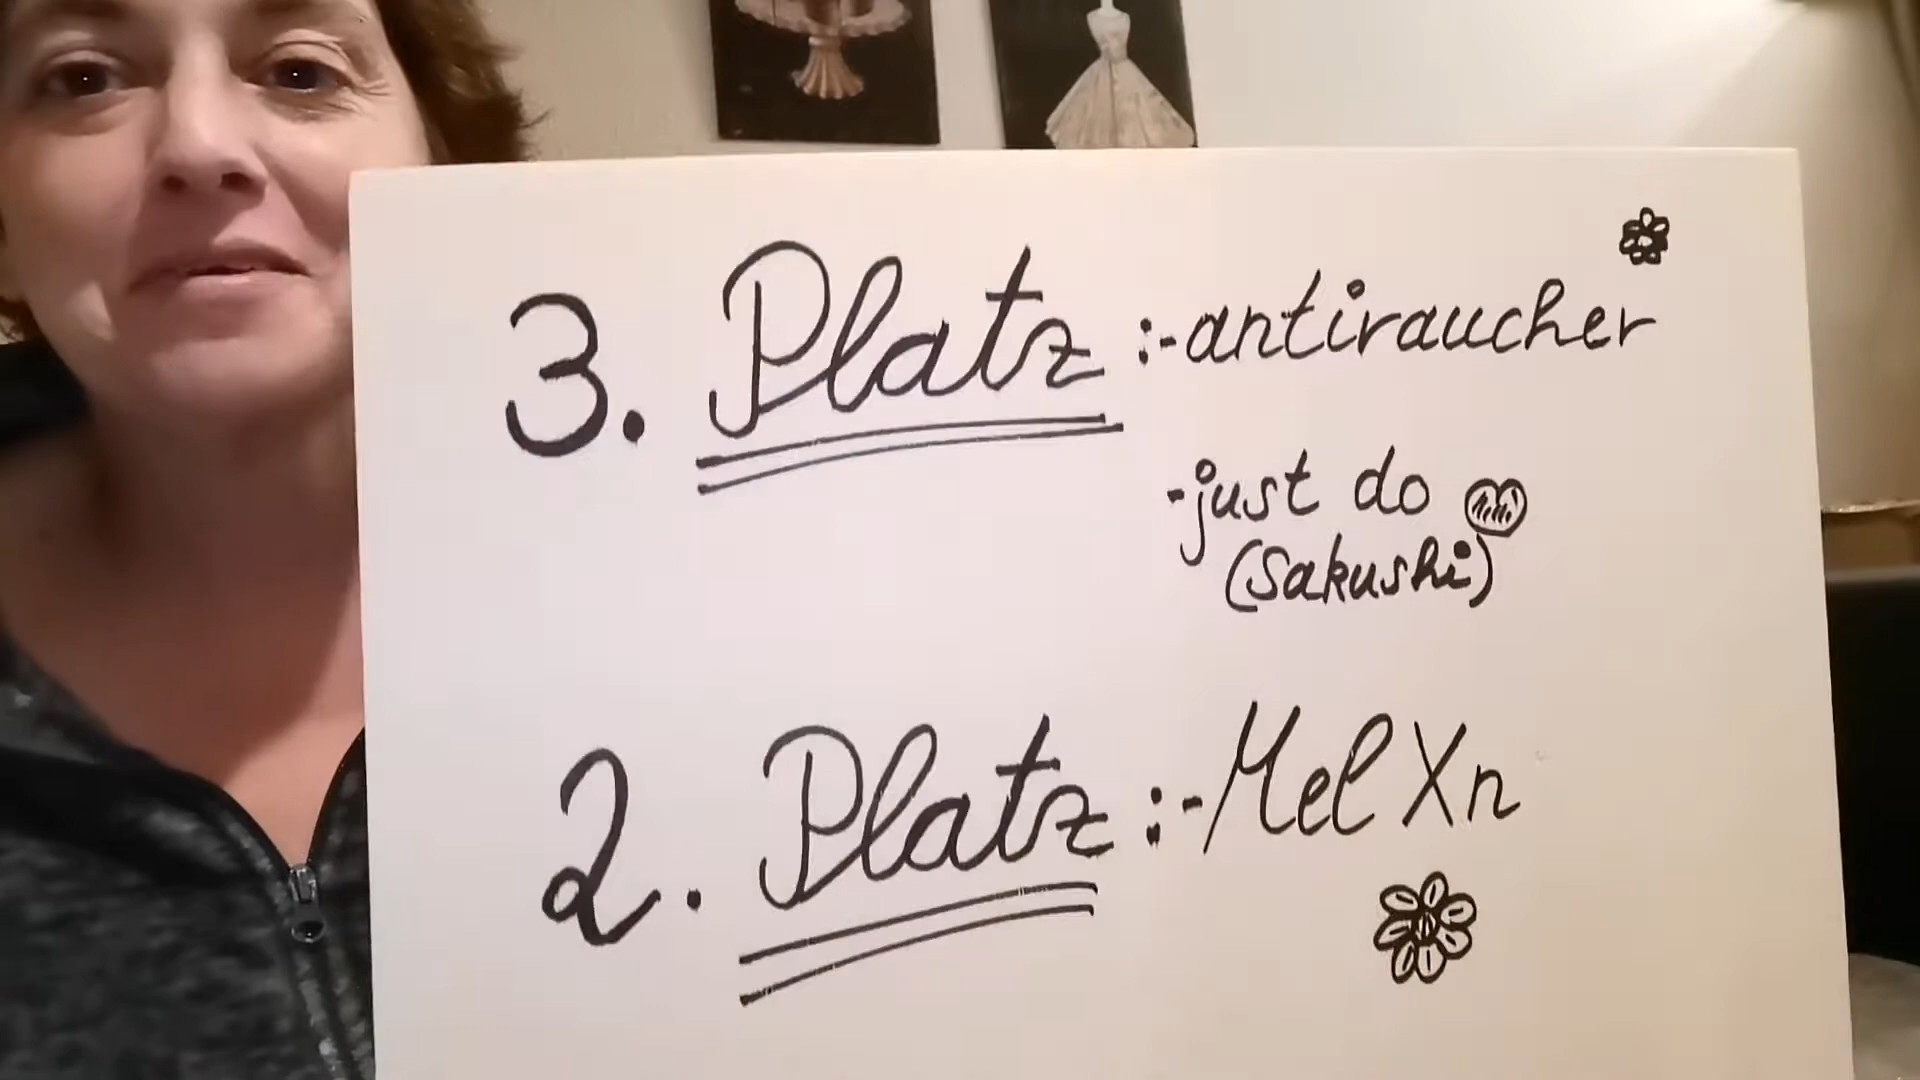 3. Platz :-antiraucher
-just do
(Sakushi)
2. Platz :-Mel Xn